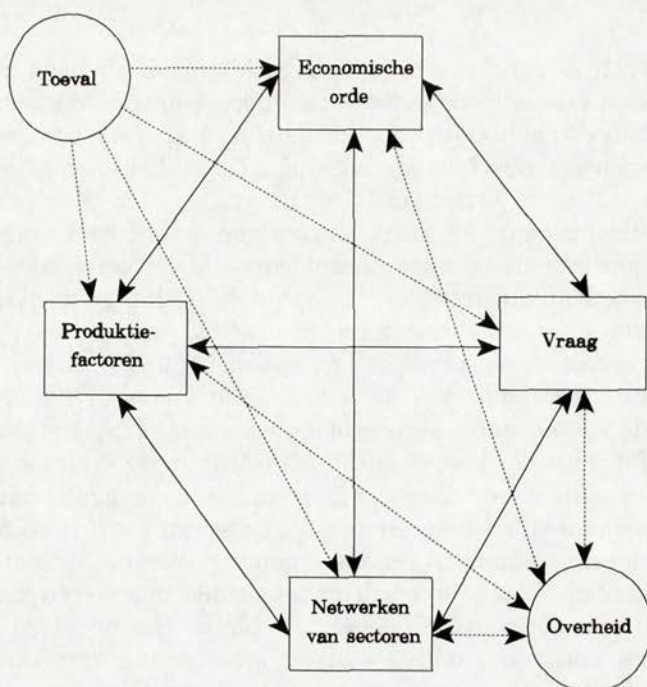 Toeval
Economische
orde
Produktie-
factoren
Vraag
Netwerken
van sectoren
Overheid